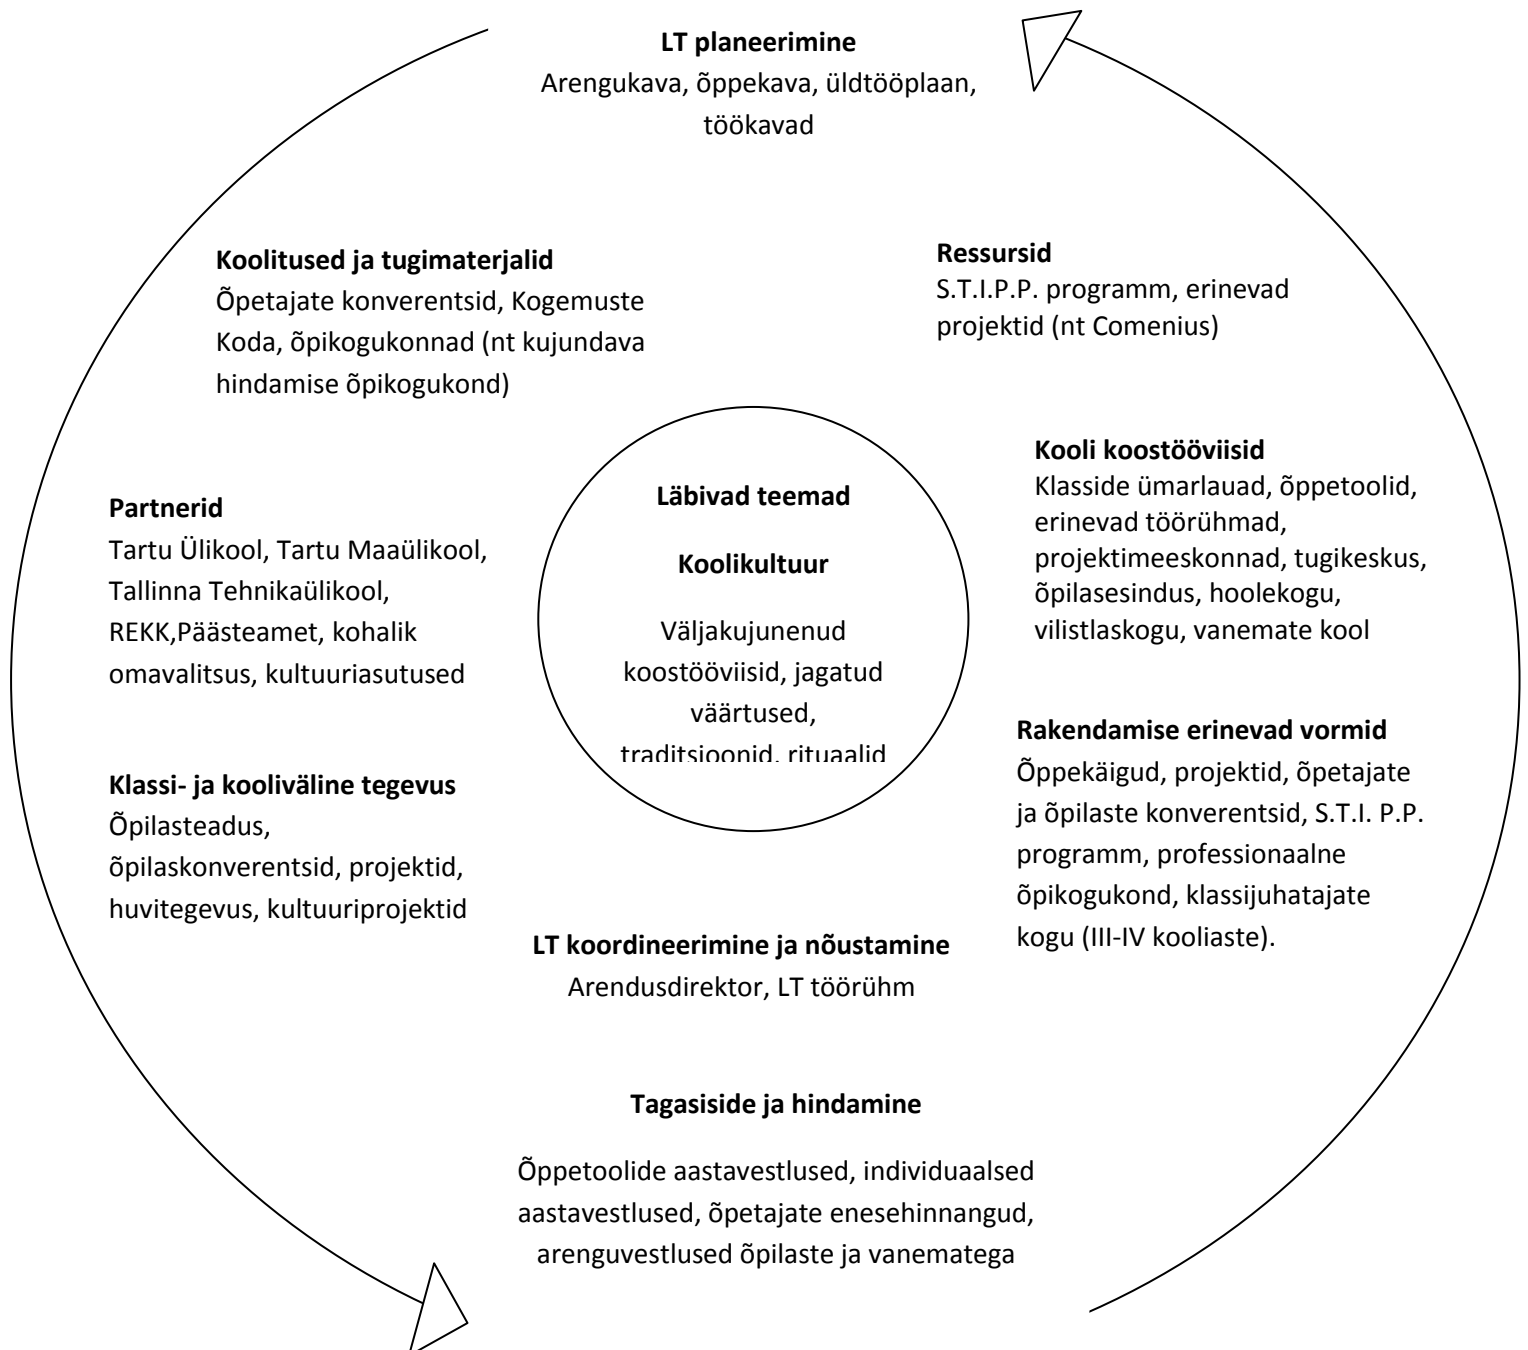 LT planeerimine
Arengukava, õppekava, üldtööplaan,
töökavad
Koolitused ja tugimaterjalid
Õpetajate konverentsid, Kogemuste
Koda, õpikogukonnad (nt kujundava
hindamise õpikogukond)
Ressursid
S.T.I.P.P. programm, erinevad
projektid (nt Comenius)
Partnerid
Tartu Ülikool, Tartu Maaülikool,
Tallinna Tehnikaülikool,
REKK,Päästeamet, kohalik
omavalitsus, kultuuriasutused
Läbivad teemad
Koolikultuur
Väljakujunenud
koostööviisid, jagatud
väärtused,
traditsioonid, rituaalid
Kooli koostööviisid
Klasside ümarlauad, õppetoolid,
erinevad töörühmad,
projektimeeskonnad, tugikeskus,
õpilasesindus, hoolekogu,
vilistlaskogu, vanemate kool
Klassi- ja kooliväline tegevus
Õpilasteadus,
õpilaskonverentsid, projektid,
huvitegevus, kultuuriprojektid
Rakendamise erinevad vormid
Õppekäigud, projektid, õpetajate
ja õpilaste konverentsid, S.T.I. P.P.
programm, professionaalne
õpikogukond, klassijuhatajate
kogu (III-IV kooliaste).
LT koordineerimine ja nõustamine
Arendusdirektor, LT töörühm
Tagasiside ja hindamine
Õppetoolide aastavestlused, individuaalsed
aastavestlused, õpetajate enesehinnangud,
arenguvestlused õpilaste ja vanematega